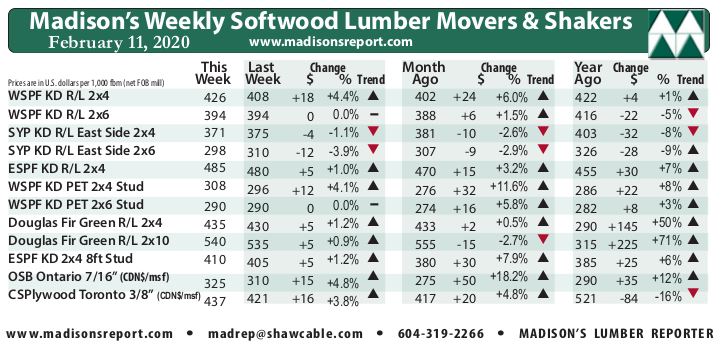 Madison's Weekly Softwood Lumber Movers & Shakers
February 11, 2020 www.madisonsreport.com
This Last Change Month Change Year Change
Prices are in U.S. dollars per 1,000 fbm (net FOB mill) Week Week $ % Trend Ago $ % Trend Ago $ % Trend
WSPF KD R/L 2x4 426 408 +18 +4.4% ▲ 402 +24 +6.0% ▲ 422 +4 +1% ▲
WSPF KD R/L 2x6 394 394 0 0.0% – 388 +6 +1.5% ▲ 416 -22 -5% ▼
SYP KD R/L East Side 2x4 371 375 -4 -1.1% ▼ 381 -10 -2.6% ▼ 403 -32 -8% ▼
SYP KD R/L East Side 2x6 298 310 -12 -3.9% ▼ 307 -9 -2.9% ▼ 326 -28 -9% ▲
ESPF KD R/L 2x4 485 480 +5 +1.0% ▲ 470 +15 +3.2% ▲ 455 +30 +7% ▲
WSPF KD PET 2x4 Stud 308 296 +12 +4.1% ▲ 276 +32 +11.6% ▲ 286 +22 +8% ▲
WSPF KD PET 2x6 Stud 290 290 0 0.0% – 274 +16 +5.8% ▲ 282 +8 +3% ▲
Douglas Fir Green R/L 2x4 435 430 +5 +1.2% ▲ 433 +2 +0.5% ▲ 290 +145 +50% ▲
Douglas Fir Green R/L 2x10 540 535 +5 +0.9% ▲ 555 -15 -2.7% ▼ 315 +225 +71% ▲
ESPF KD 2x4 8ft Stud 410 405 +5 +1.2% ▲ 380 +30 +7.9% ▲ 385 +25 +6% ▲
OSB Ontario 7/16" (CDN$/msf) 325 310 +15 +4.8% ▲ 275 +50 +18.2% ▲ 290 +35 +12% ▲
CSPlywood Toronto 3/8" (CDN$/msf) 437 421 +16 +3.8% ▲ 417 +20 +4.8% ▲ 521 -84 -16% ▼
www.madisonsreport.com • madrep@shawcable.com • 604-319-2266 • MADISON'S LUMBER REPORTER